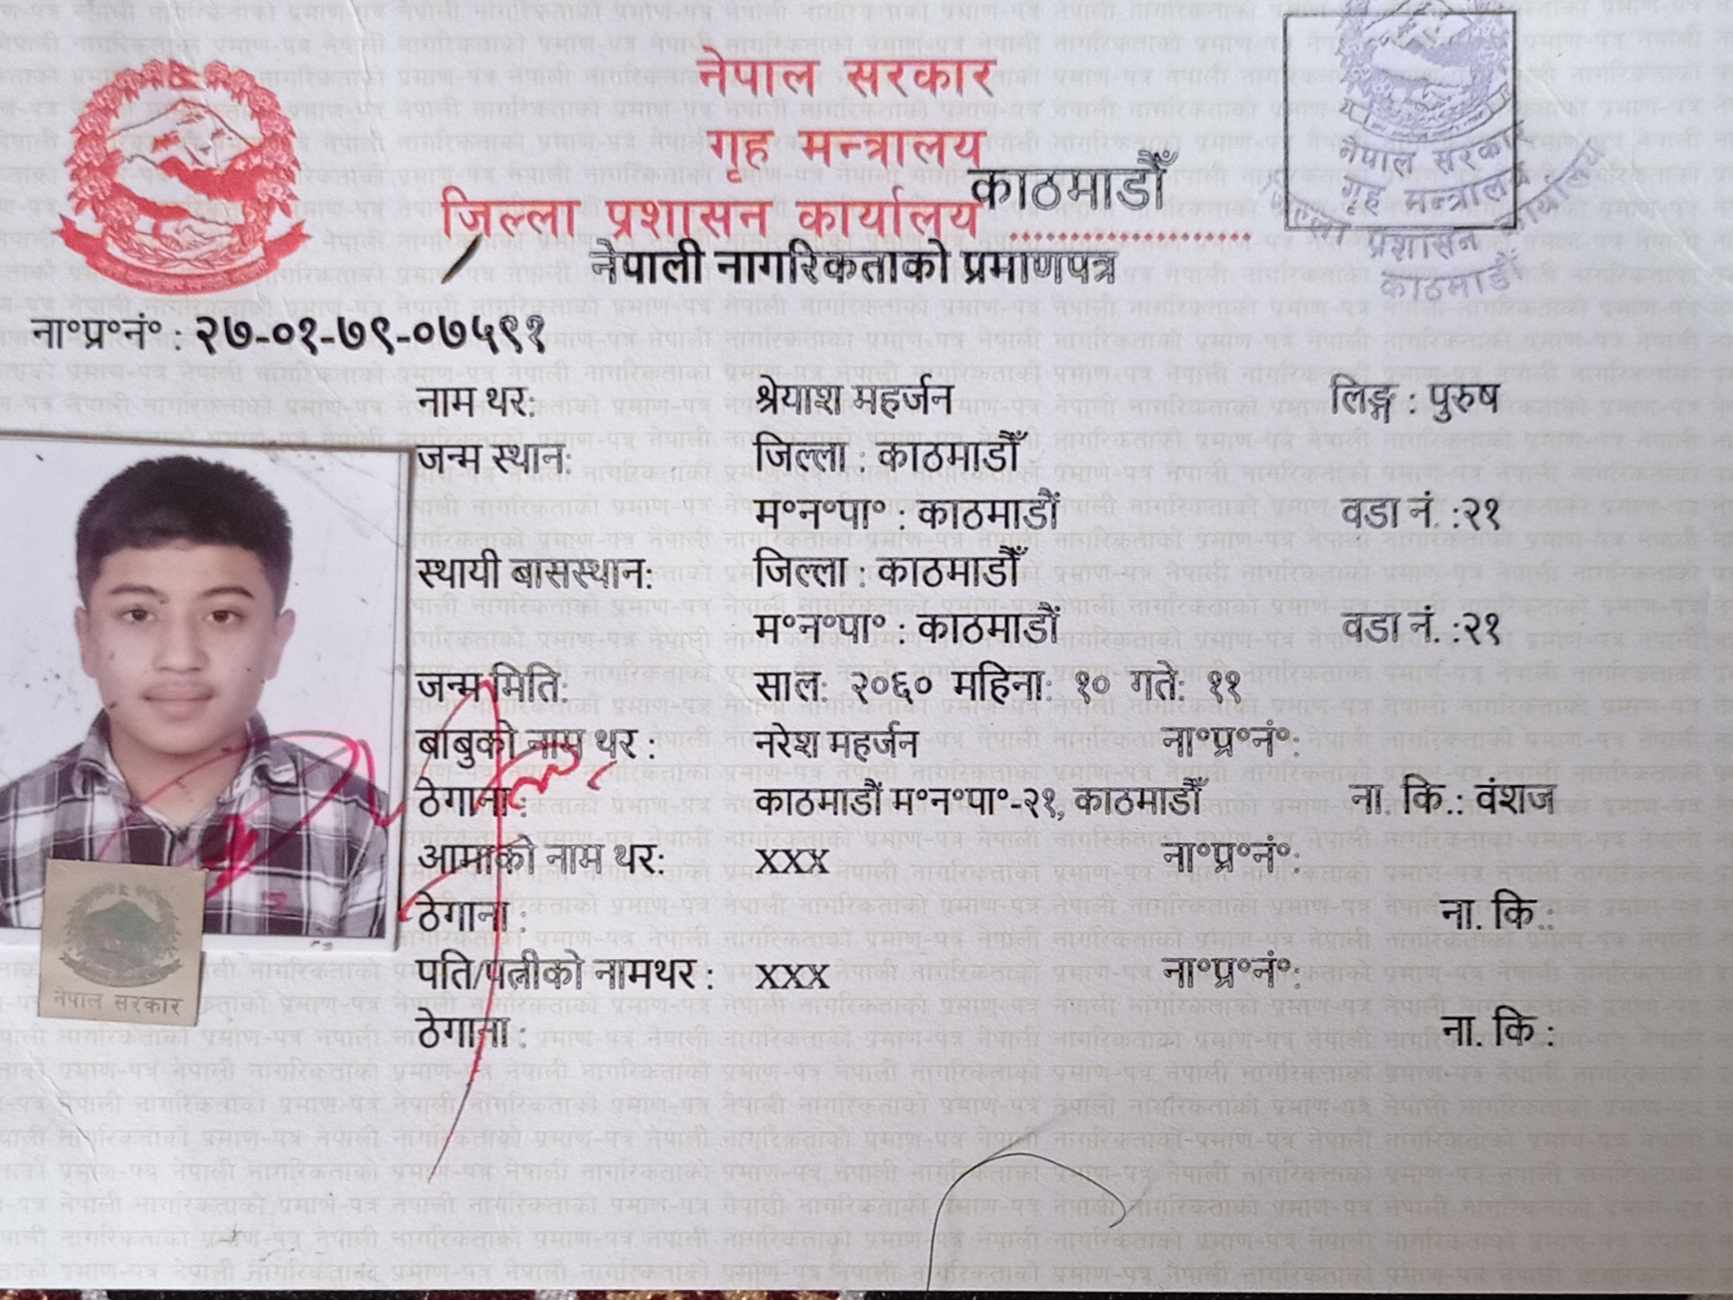 नेपाल सरकार
गृह मन्त्रालय
जिल्ला प्रशासन कार्यालय काठमाडौँ
नेपाली नागरिकताको प्रमाणपत्र
नेपाल सरकार
गृह मन्त्रालय
जिल्ला प्रशासन कार्यालय
काठमाडौँ
ना॰प्र॰नं॰ : २७-०१-७९-०७५९१
नाम थर: श्रेयाश महर्जन लिङ्ग : पुरुष
जन्म स्थान: जिल्ला : काठमाडौँ
म॰न॰पा॰ : काठमाडौं वडा नं. :२१
स्थायी बासस्थान: जिल्ला : काठमाडौँ
म॰न॰पा॰ : काठमाडौं वडा नं. :२१
जन्म मिति: साल: २०६० महिना: १० गते: ११
बाबुको नाम थर : नरेश महर्जन ना॰प्र॰नं॰:
ठेगाना : काठमाडौं म॰न॰पा॰-२१, काठमाडौँ ना. कि.: वंशज
आमाको नाम थर: xxx ना॰प्र॰नं॰:
ठेगाना : ना. कि.:
पति/पत्नीको नामथर : xxx ना॰प्र॰नं॰:
ठेगाना : ना. कि.:
नेपाल सरकार